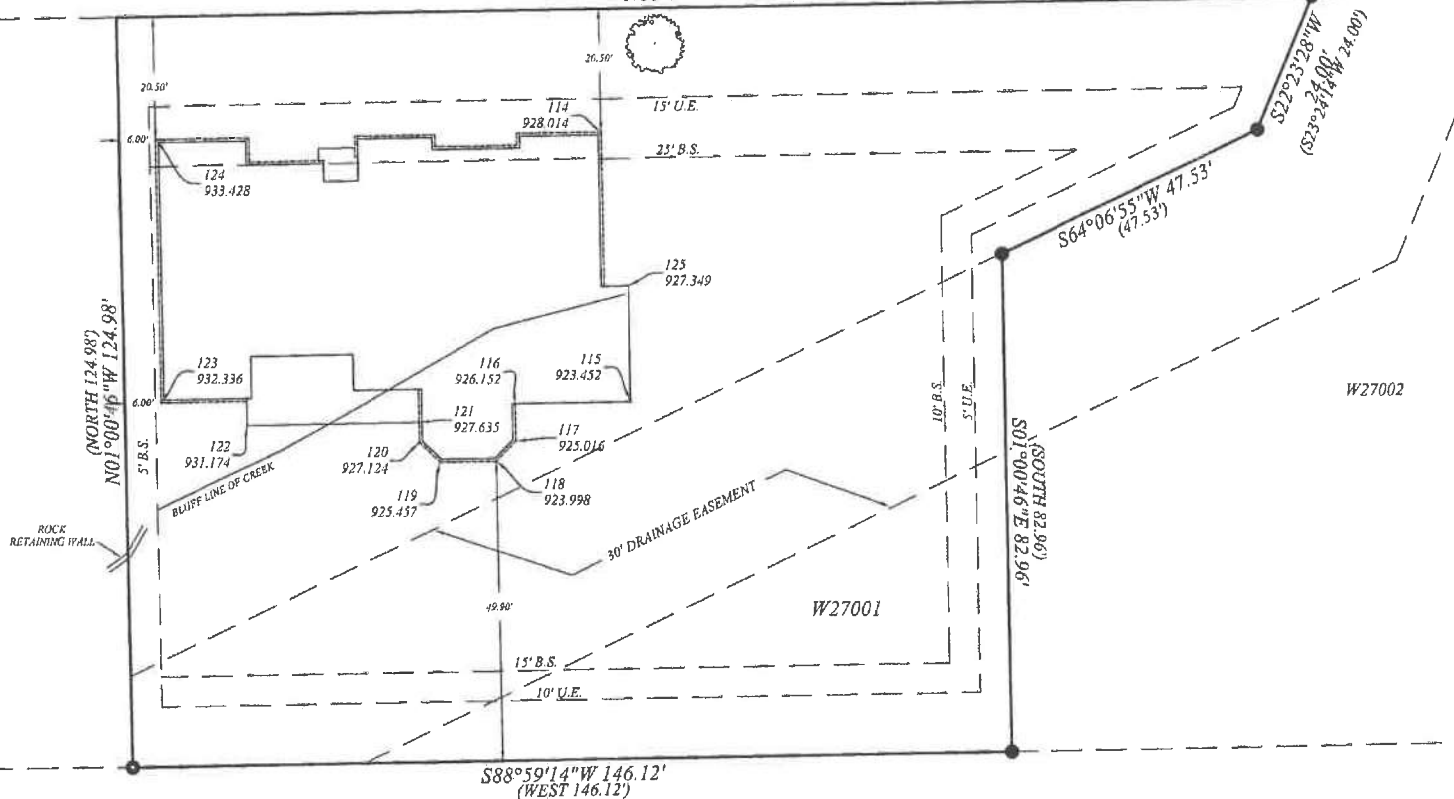 20.50'
20.50'
15' U.E.
114
928.014
6.00'
25' B.S.
124
933.428
S22°23'28"W
24.00'
(S23°24'14"W 24.00')
S64°06'55"W 47.53'
(47.53')
125
927.349
(NORTH 124.98')
N01°00'46"W 124.98'
123
932.336
116
926.152
115
923.452
6.00'
121
927.635
117
925.016
122
931.174
120
927.124
5' B.S.
10' B.S.
5' U.E.
W27002
BLUFF LINE OF CREEK
119
925.457
118
923.998
(SOUTH 82.96')
S01°00'46"E 82.96'
ROCK
RETAINING WALL
30' DRAINAGE EASEMENT
49.90'
W27001
15' B.S.
10' U.E.
S88°59'14"W 146.12'
(WEST 146.12')